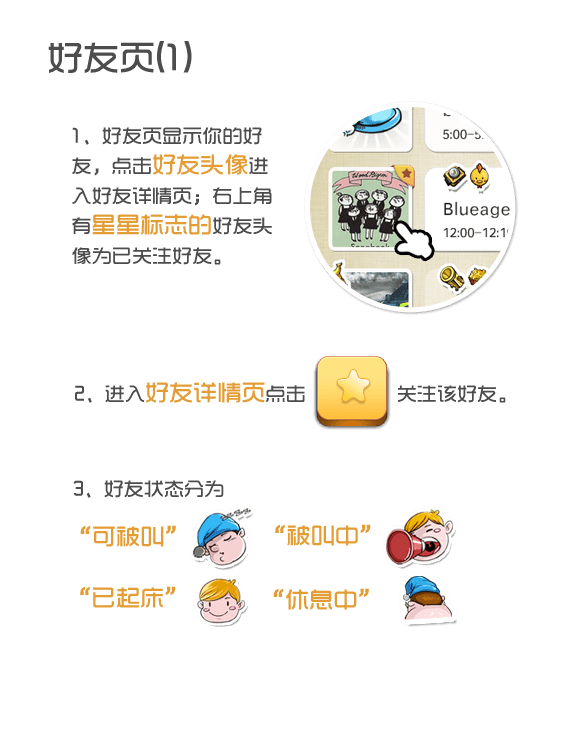 好友页(1)
1、好友页显示你的好
友，点击好友头像进
入好友详情页；右上角
有星星标志的好友头
像为已关注好友。
5:00-5:
Blueage
12:00-12:1
2、进入好友详情页点击 关注该好友。
3、好友状态分为
“可被叫” “被叫中”
“已起床” “休息中”